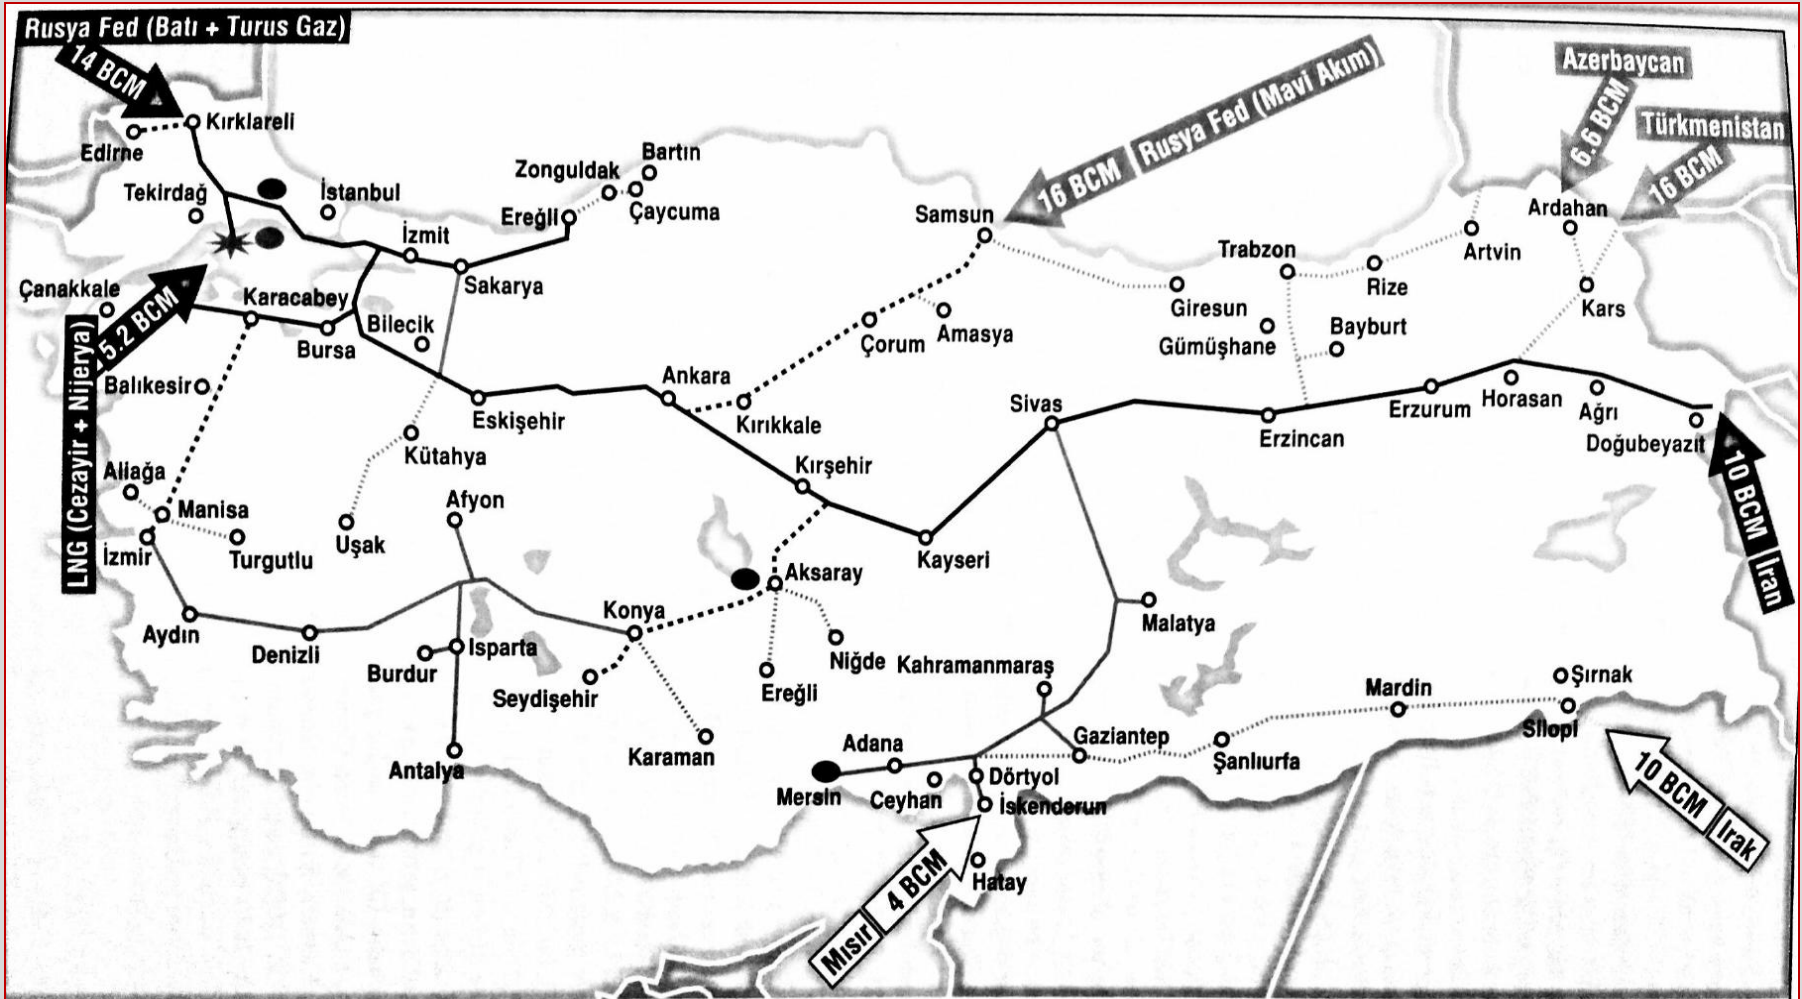 Rusya Fed (Batı + Turus Gaz)
14 BCM
Kırklareli
Edirne
Tekirdağ
İstanbul
Zonguldak
Bartın
Ereğli
Çaycuma
İzmit
Sakarya
Samsun
16 BCM
Rusya Fed (Mavi Akım)
Azerbaycan
6.6 BCM
Türkmenistan
16 BCM
Ardahan
Artvin
Trabzon
Rize
Kars
Giresun
Gümüşhane
Bayburt
Çanakkale
5.2 BCM
LNG (Cezayir + Nijerya)
Karacabey
Bursa
Bilecik
Balıkesir
Eskişehir
Ankara
Kırıkkale
Çorum
Amasya
Sivas
Erzincan
Erzurum
Horasan
Ağrı
Doğubeyazıt
10 BCM
İran
Kütahya
Kırşehir
Aliağa
Manisa
İzmir
Turgutlu
Uşak
Afyon
Kayseri
Aksaray
Aydın
Denizli
Burdur
Isparta
Konya
Seydişehir
Ereğli
Niğde
Malatya
Kahramanmaraş
Karaman
Antalya
Adana
Mersin
Ceyhan
Dörtyol
İskenderun
Gaziantep
Şanlıurfa
Mardin
Şırnak
Silopi
10 BCM
Irak
Mısır
4 BCM
Hatay